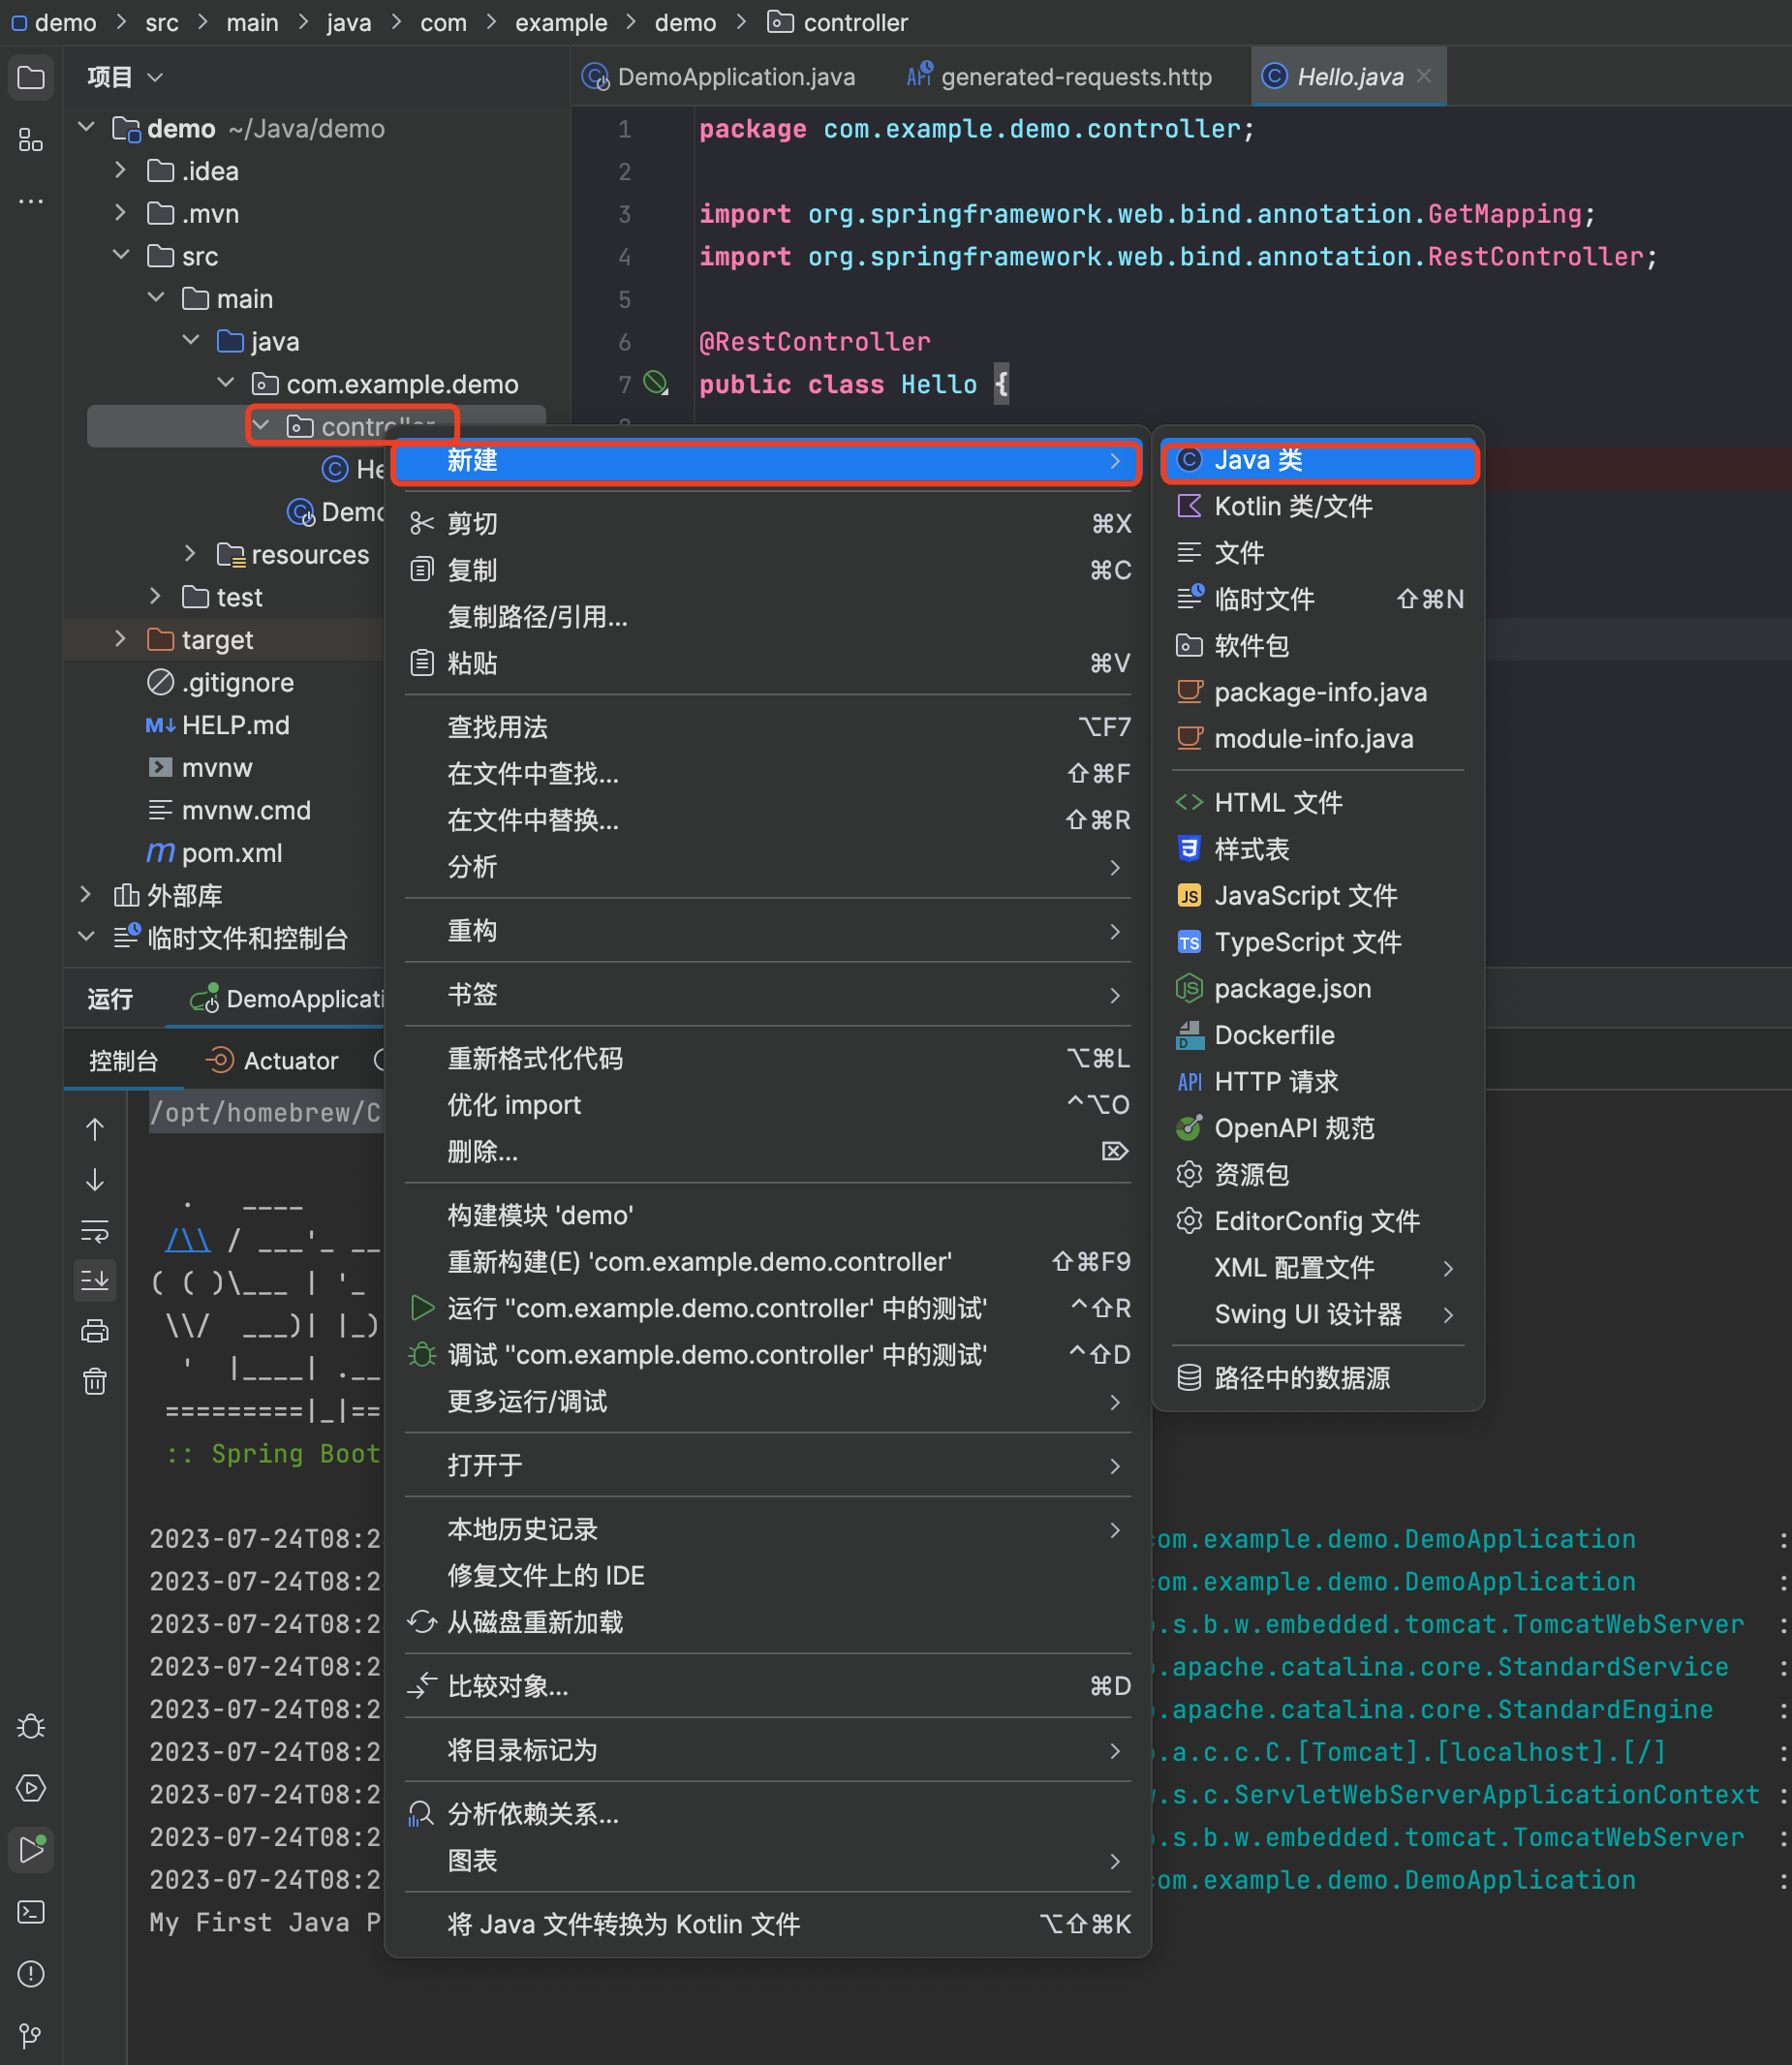 demo > src > main > java > com > example > demo > controller
项目
DemoApplication.java
generated-requests.http
Hello.java
demo ~/Java/demo
.idea
.mvn
src
main
java
com.example.demo
controller
resources
test
target
.gitignore
HELP.md
mvnw
mvnw.cmd
pom.xml
外部库
临时文件和控制台
1 package com.example.demo.controller;
2
3 import org.springframework.web.bind.annotation.GetMapping;
4 import org.springframework.web.bind.annotation.RestController;
5
6 @RestController
7 public class Hello {
新建
剪切 ⌘X
复制 ⌘C
复制路径/引用...
粘贴 ⌘V
查找用法 ⌥F7
在文件中查找... ⇧⌘F
在文件中替换... ⇧⌘R
分析
重构
书签
重新格式化代码 ⌥⌘L
优化 import ^⌥O
删除... ⌦
构建模块 'demo'
重新构建(E) 'com.example.demo.controller' ⇧⌘F9
运行 ''com.example.demo.controller' 中的测试' ^⇧R
调试 ''com.example.demo.controller' 中的测试' ^⇧D
更多运行/调试
打开于
本地历史记录
修复文件上的 IDE
从磁盘重新加载
比较对象... ⌘D
将目录标记为
分析依赖关系...
图表
将 Java 文件转换为 Kotlin 文件 ⌥⇧⌘K
Java 类
Kotlin 类/文件
文件
临时文件 ⇧⌘N
软件包
package-info.java
module-info.java
HTML 文件
样式表
JavaScript 文件
TypeScript 文件
package.json
Dockerfile
HTTP 请求
OpenAPI 规范
资源包
EditorConfig 文件
XML 配置文件
Swing UI 设计器
路径中的数据源
运行
控制台
Actuator
/opt/homebrew/C
:: Spring Boot
2023-07-24T08:2 com.example.demo.DemoApplication :
2023-07-24T08:2 com.example.demo.DemoApplication :
2023-07-24T08:2 .s.b.w.embedded.tomcat.TomcatWebServer :
2023-07-24T08:2 .apache.catalina.core.StandardService :
2023-07-24T08:2 .apache.catalina.core.StandardEngine :
2023-07-24T08:2 .a.c.c.C.[Tomcat].[localhost].[/] :
2023-07-24T08:2 .s.c.ServletWebServerApplicationContext :
2023-07-24T08:2 .s.b.w.embedded.tomcat.TomcatWebServer :
2023-07-24T08:2 com.example.demo.DemoApplication :
My First Java P